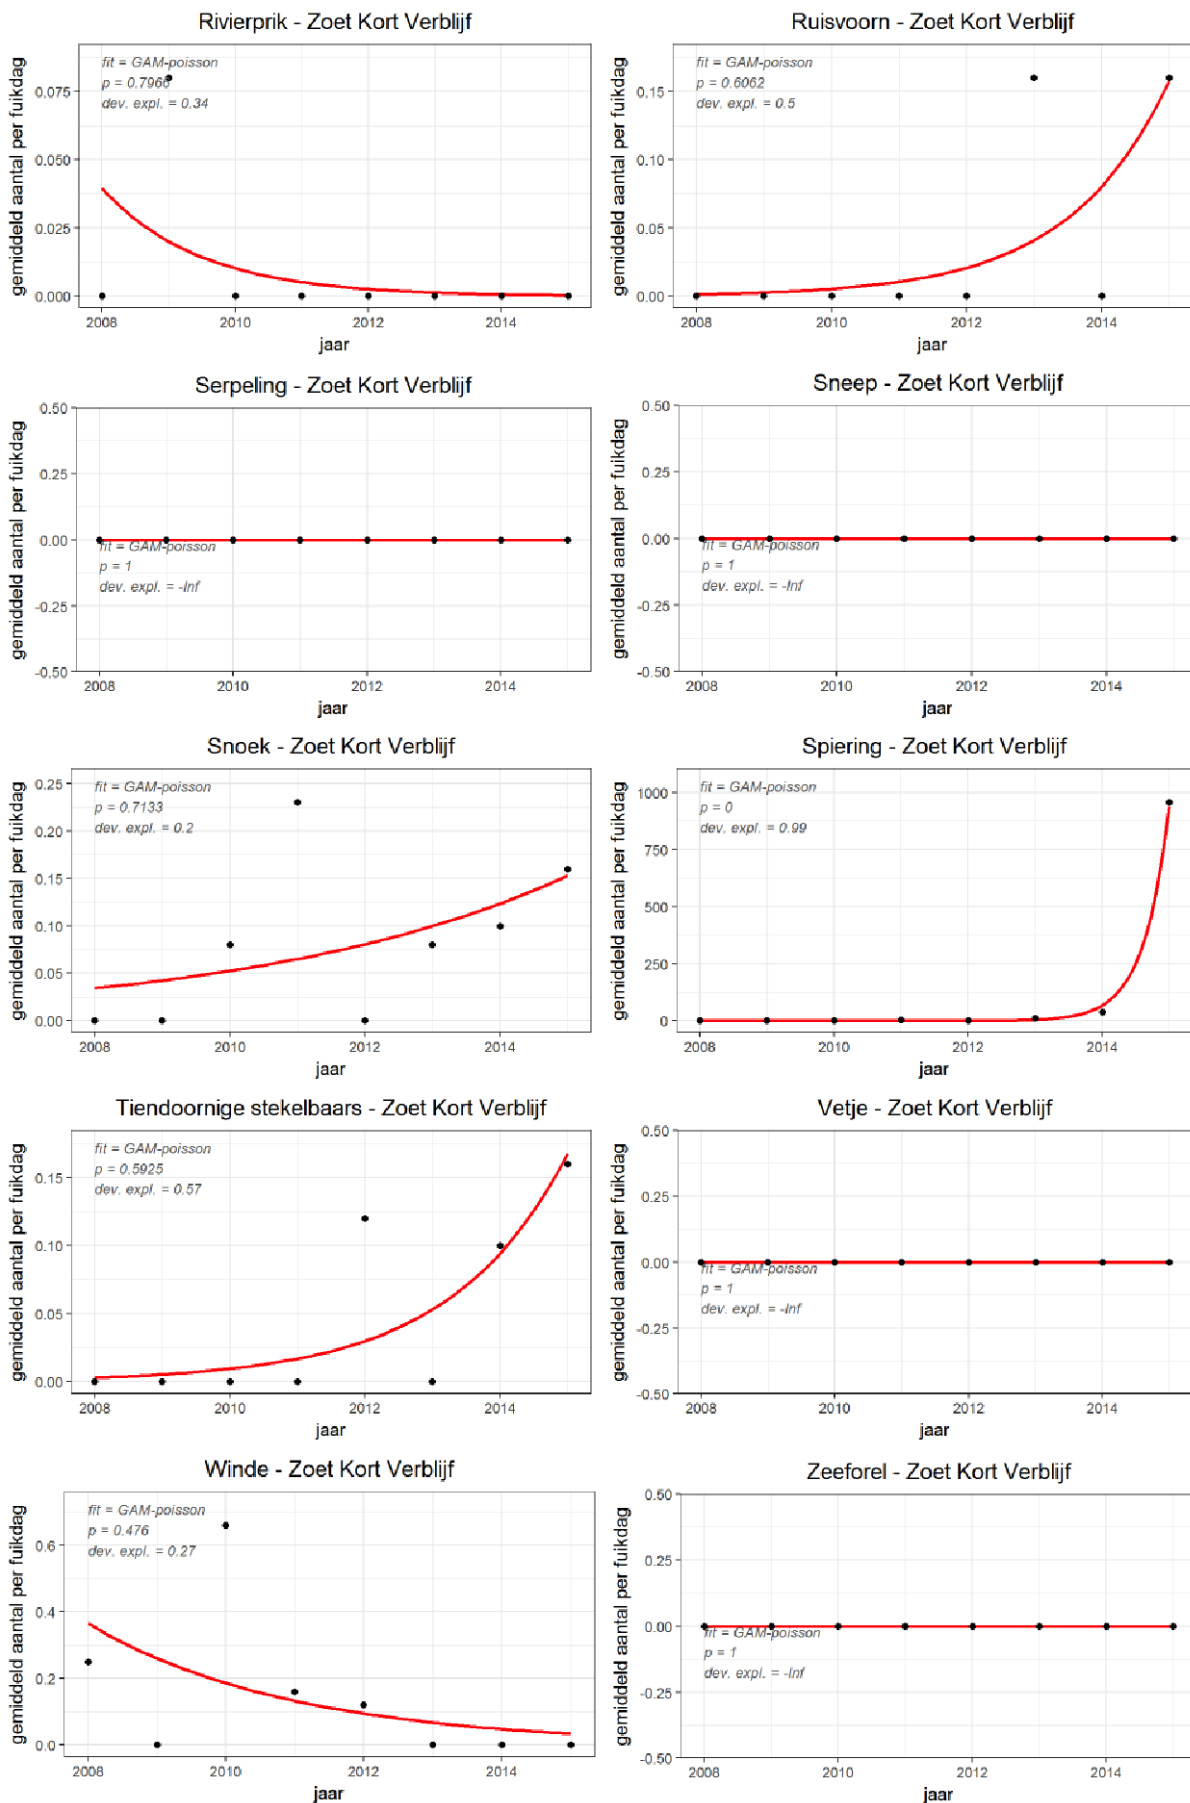 Rivierprik - Zoet Kort Verblijf
fit = GAM-poisson
p = 0.7966
dev. expl. = 0.34
gemiddeld aantal per fuikdag
0.075
0.050
0.025
0.000
2008 2010 2012 2014
jaar
Ruisvoorn - Zoet Kort Verblijf
fit = GAM-poisson
p = 0.6062
dev. expl. = 0.5
gemiddeld aantal per fuikdag
0.15
0.10
0.05
0.00
2008 2010 2012 2014
jaar
Serpeling - Zoet Kort Verblijf
gemiddeld aantal per fuikdag
0.50
0.25
0.00
-0.25
-0.50
fit = GAM-poisson
p = 1
dev. expl. = -Inf
2008 2010 2012 2014
jaar
Sneep - Zoet Kort Verblijf
gemiddeld aantal per fuikdag
0.50
0.25
0.00
-0.25
-0.50
fit = GAM-poisson
p = 1
dev. expl. = -Inf
2008 2010 2012 2014
jaar
Snoek - Zoet Kort Verblijf
fit = GAM-poisson
p = 0.7133
dev. expl. = 0.2
gemiddeld aantal per fuikdag
0.25
0.20
0.15
0.10
0.05
0.00
2008 2010 2012 2014
jaar
Spiering - Zoet Kort Verblijf
fit = GAM-poisson
p = 0
dev. expl. = 0.99
gemiddeld aantal per fuikdag
1000
750
500
250
0
2008 2010 2012 2014
jaar
Tiendoornige stekelbaars - Zoet Kort Verblijf
fit = GAM-poisson
p = 0.5925
dev. expl. = 0.57
gemiddeld aantal per fuikdag
0.15
0.10
0.05
0.00
2008 2010 2012 2014
jaar
Vetje - Zoet Kort Verblijf
gemiddeld aantal per fuikdag
0.50
0.25
0.00
-0.25
-0.50
fit = GAM-poisson
p = 1
dev. expl. = -Inf
2008 2010 2012 2014
jaar
Winde - Zoet Kort Verblijf
fit = GAM-poisson
p = 0.476
dev. expl. = 0.27
gemiddeld aantal per fuikdag
0.6
0.4
0.2
0.0
2008 2010 2012 2014
jaar
Zeeforel - Zoet Kort Verblijf
gemiddeld aantal per fuikdag
0.50
0.25
0.00
-0.25
-0.50
fit = GAM-poisson
p = 1
dev. expl. = -Inf
2008 2010 2012 2014
jaar